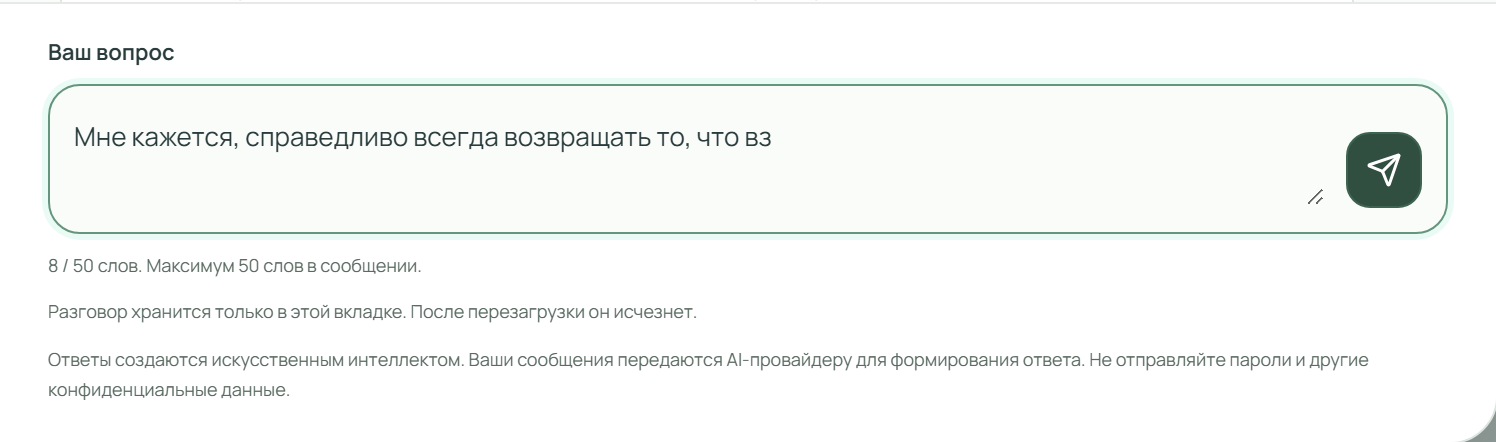 Ваш вопрос
Мне кажется, справедливо всегда возвращать то, что вз
8 / 50 слов. Максимум 50 слов в сообщении.
Разговор хранится только в этой вкладке. После перезагрузки он исчезнет.
Ответы создаются искусственным интеллектом. Ваши сообщения передаются AI-провайдеру для формирования ответа. Не отправляйте пароли и другие
конфиденциальные данные.